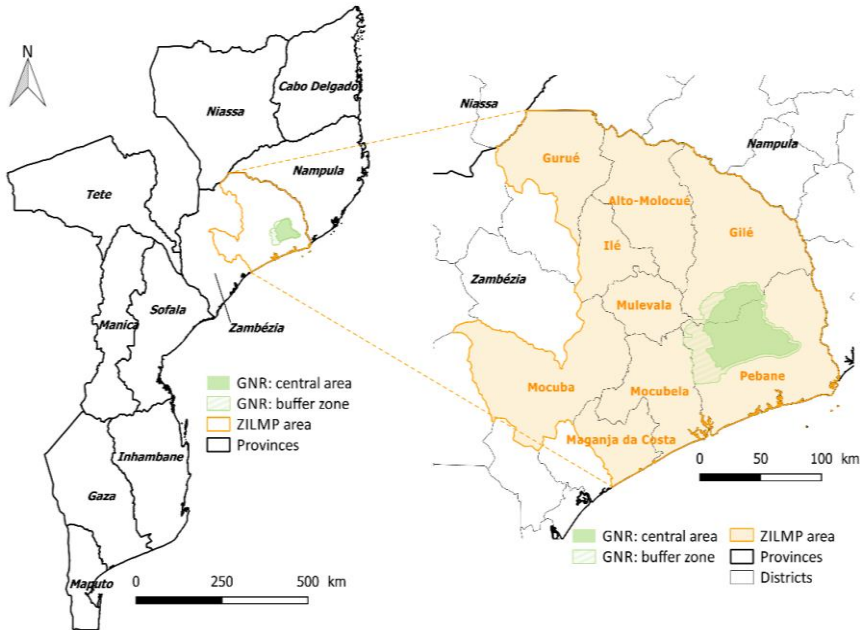 N
Cabo Delgado
Niassa
Nampula
Tete
Zambézia
Manica
Sofala
Inhambane
Gaza
Maputo
GNR: central area
GNR: buffer zone
ZILMP area
Provinces
0 250 500 km
Niassa
Nampula
Gurué
Alto-Molocué
Gilé
Ilé
Zambézia
Mulevala
Mocuba
Mocubela
Pebane
Maganja da Costa
0 50 100 km
GNR: central area
GNR: buffer zone
ZILMP area
Provinces
Districts